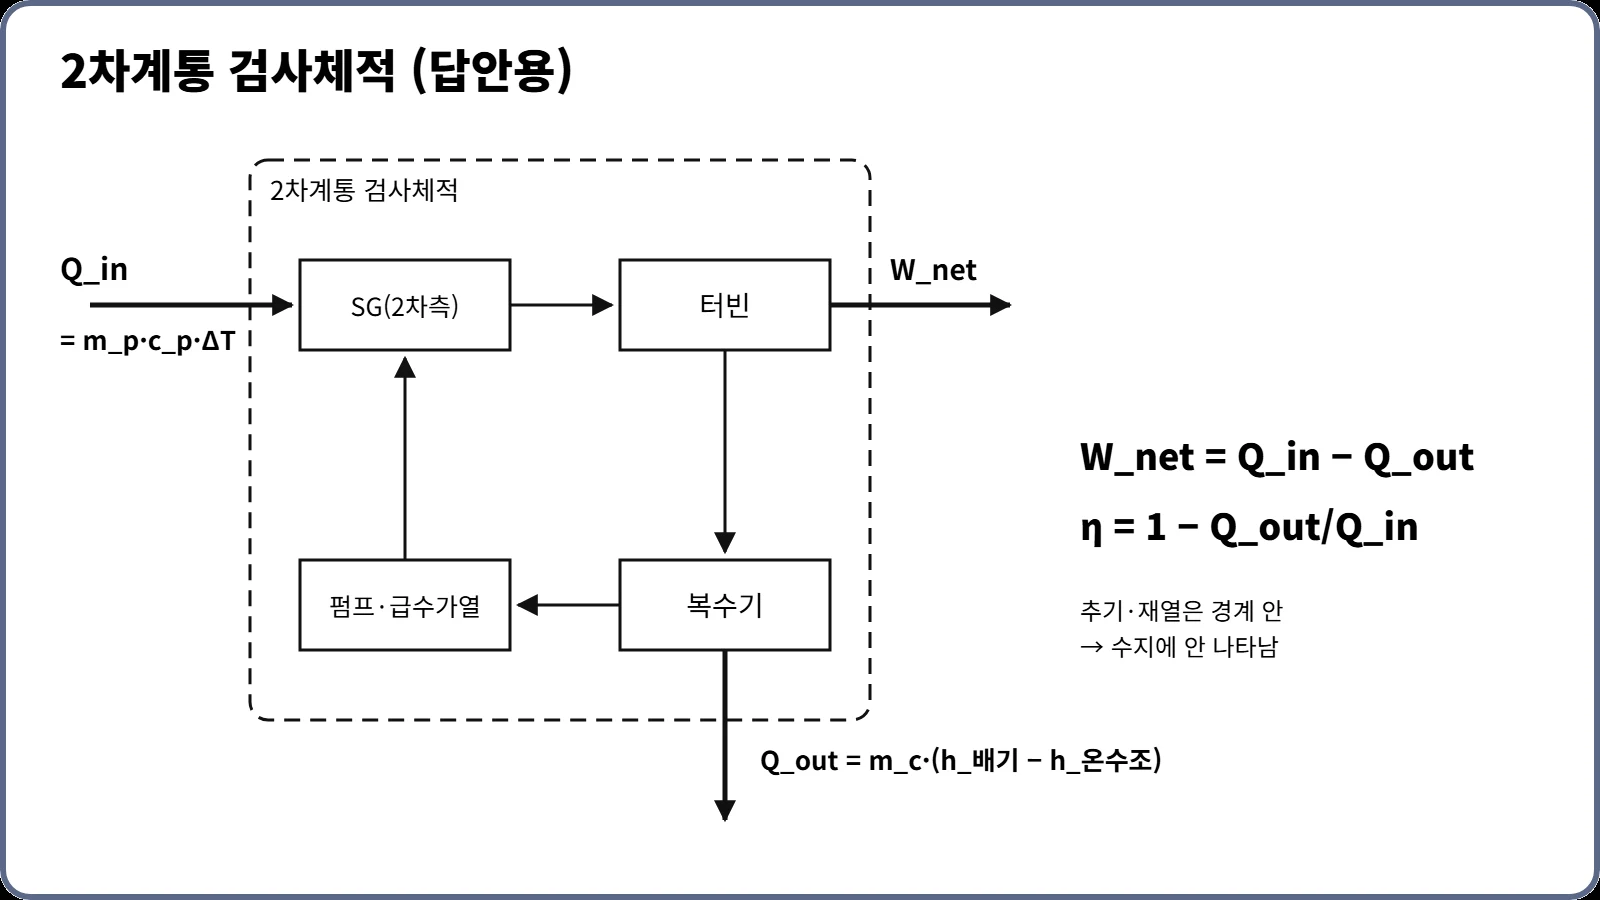 2차계통 검사체적 (답안용)
2차계통 검사체적
Q_in
= m_p·c_p·ΔT
SG(2차측)
터빈
W_net
펌프·급수가열
복수기
W_net = Q_in − Q_out
η = 1 − Q_out/Q_in
추기·재열은 경계 안
→ 수지에 안 나타남
Q_out = m_c·(h_배기 − h_온수조)